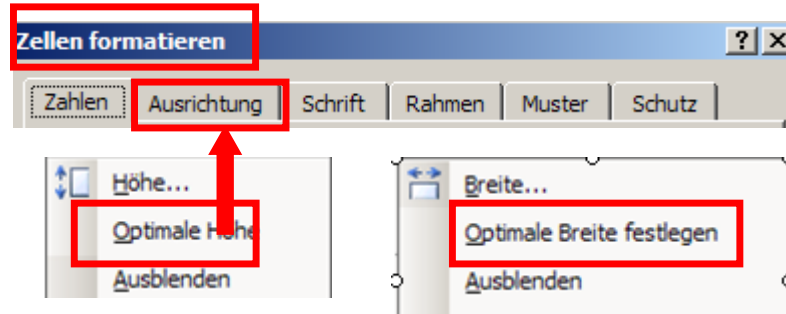 Zellen formatieren
Zahlen Ausrichtung Schrift Rahmen Muster Schutz
Höhe...
Optimale Höhe
Ausblenden
Breite...
Optimale Breite festlegen
Ausblenden